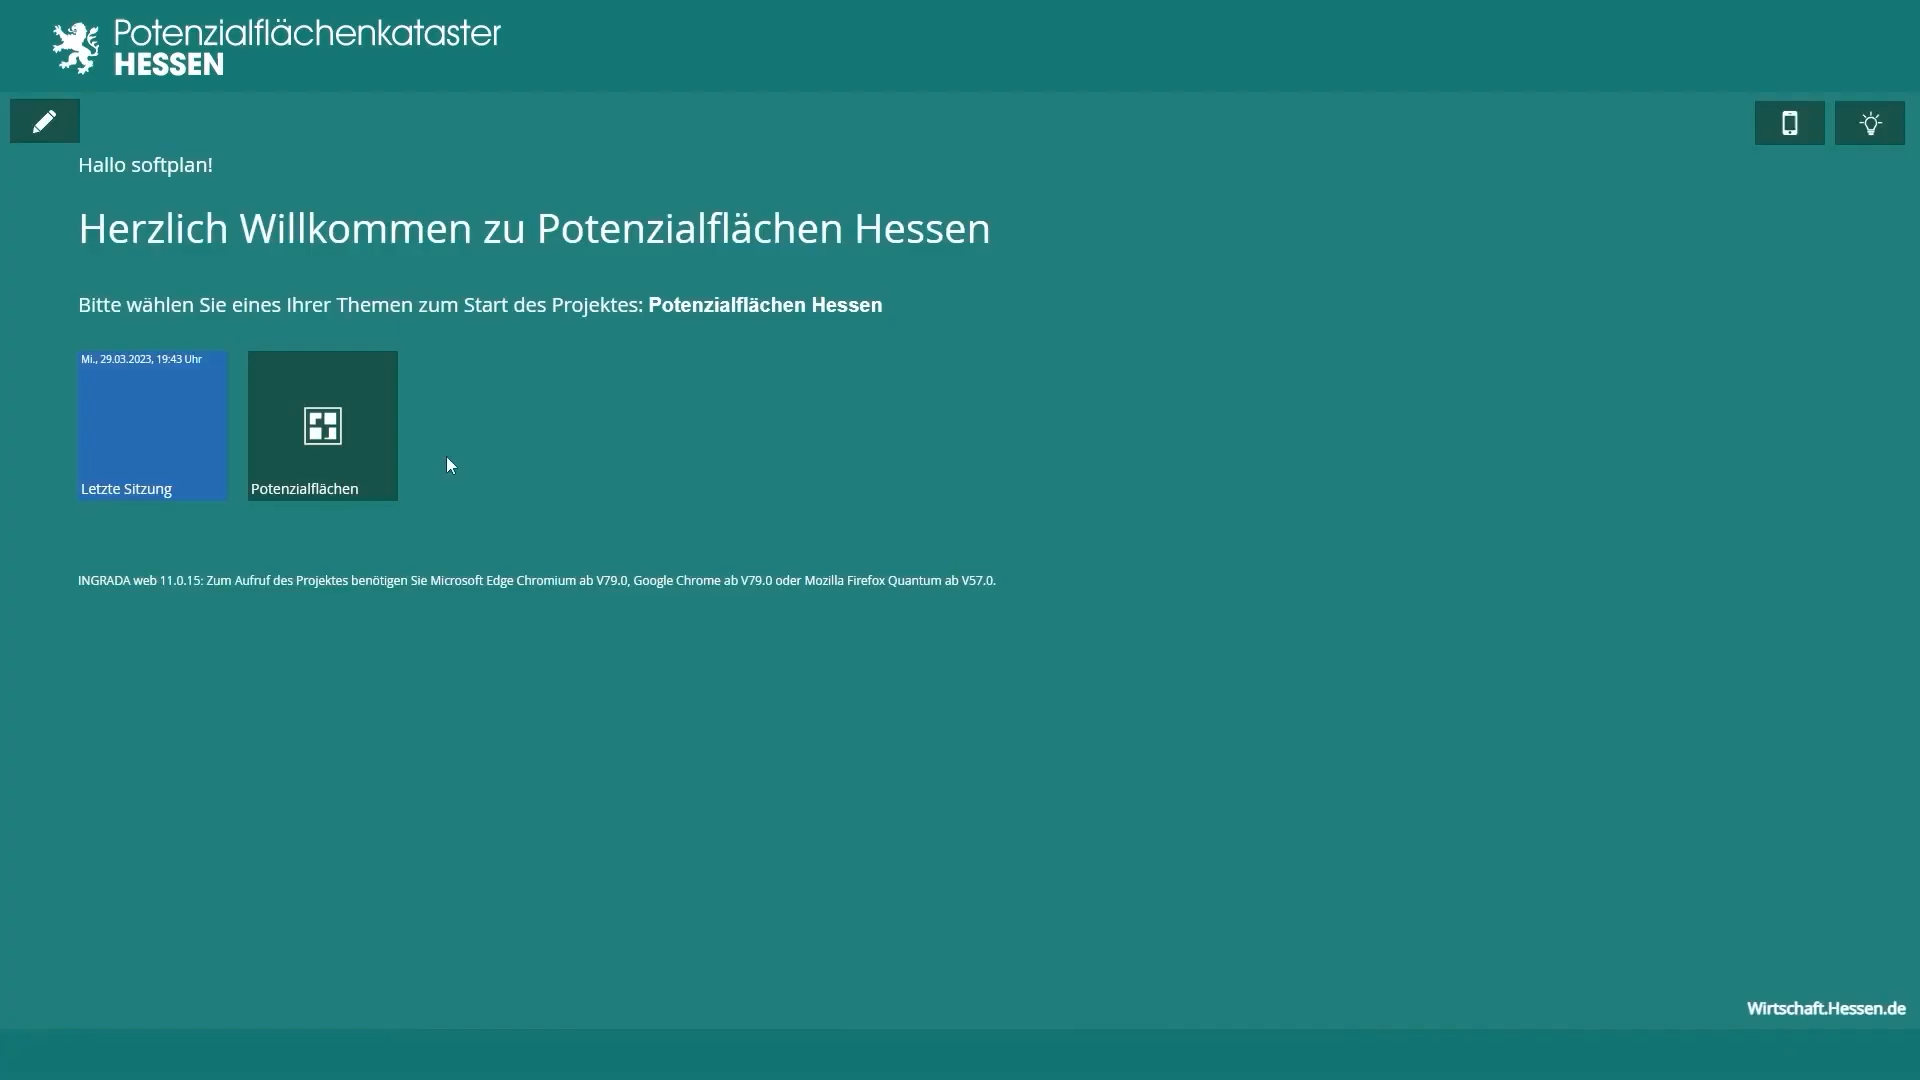 Potenzialflächenkataster
HESSEN
Hallo softplan!
Herzlich Willkommen zu Potenzialflächen Hessen
Bitte wählen Sie eines Ihrer Themen zum Start des Projektes: Potenzialflächen Hessen
Mi., 29.03.2023, 19:43 Uhr
Letzte Sitzung
Potenzialflächen
INGRADA web 11.0.15: Zum Aufruf des Projektes benötigen Sie Microsoft Edge Chromium ab V79.0, Google Chrome ab V79.0 oder Mozilla Firefox Quantum ab V57.0.
Wirtschaft.Hessen.de